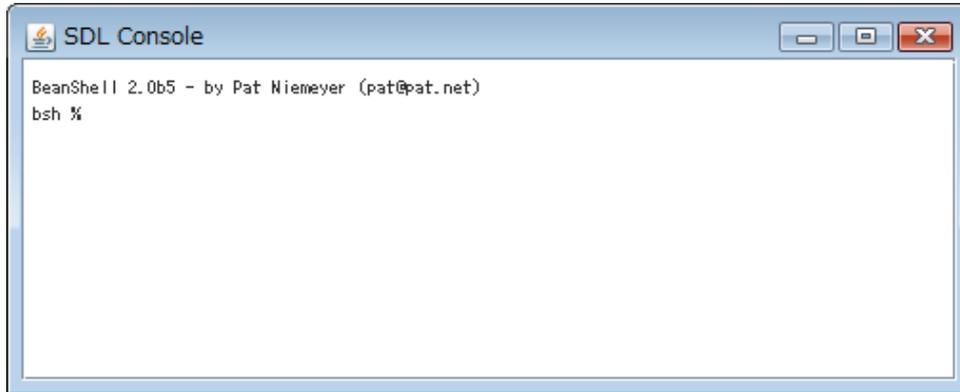 SDL Console
BeanShell 2.0b5 - by Pat Niemeyer (pat@pat.net)
bsh %